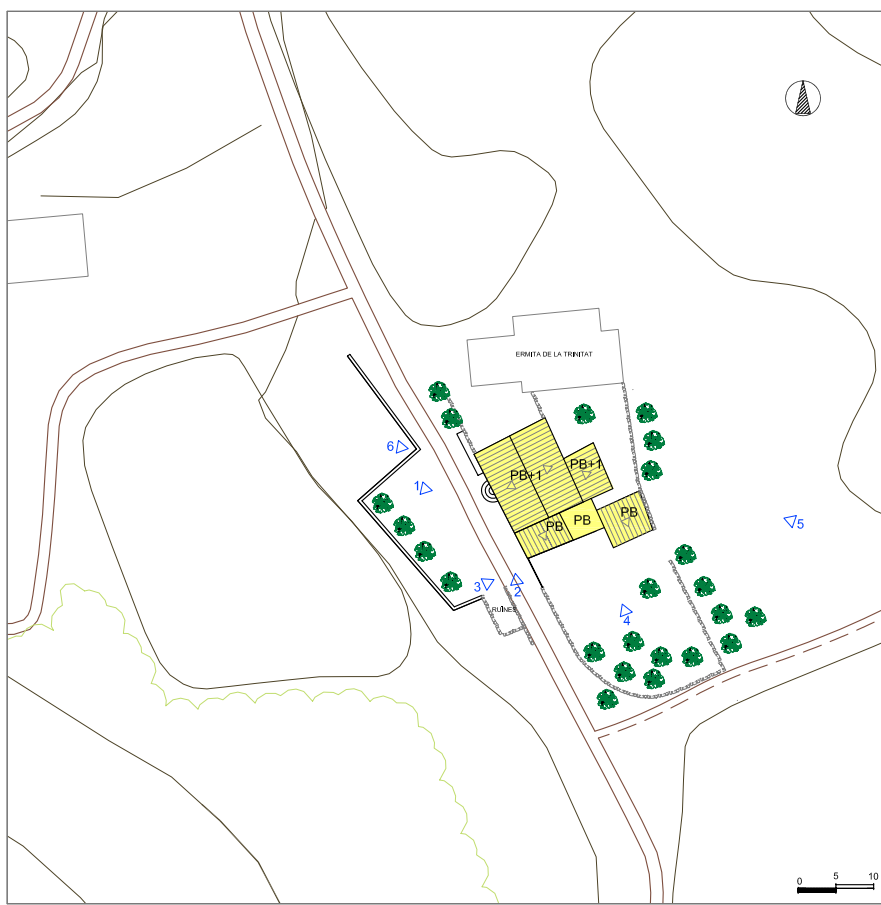 ERMITA DE LA TRINITAT
6
1
PB+1
PB+1
PB
PB
PB
5
3
2
RUÏNES
4
0 5 10